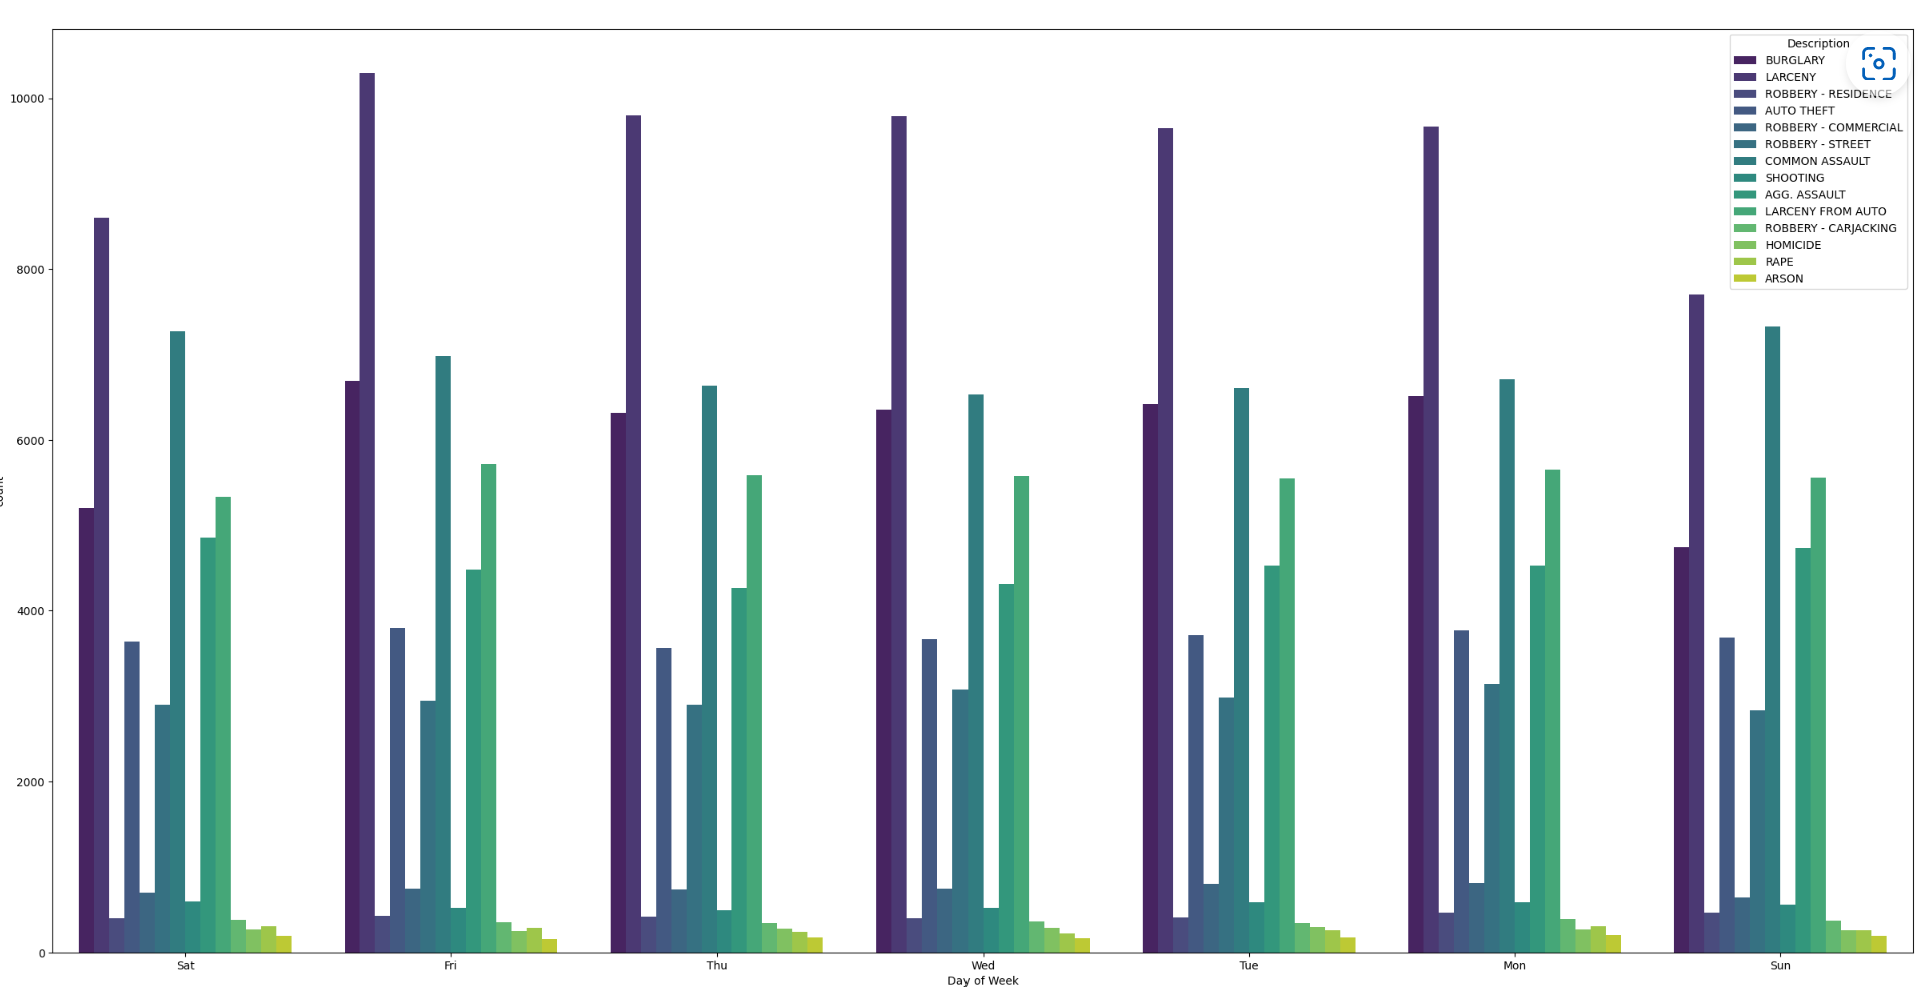 Description
BURGLARY
LARCENY
ROBBERY - RESIDENCE
AUTO THEFT
ROBBERY - COMMERCIAL
ROBBERY - STREET
COMMON ASSAULT
SHOOTING
AGG. ASSAULT
LARCENY FROM AUTO
ROBBERY - CARJACKING
HOMICIDE
RAPE
ARSON
10000
8000
6000
4000
2000
0
Sat Fri Thu Wed Tue Mon Sun
Day of Week